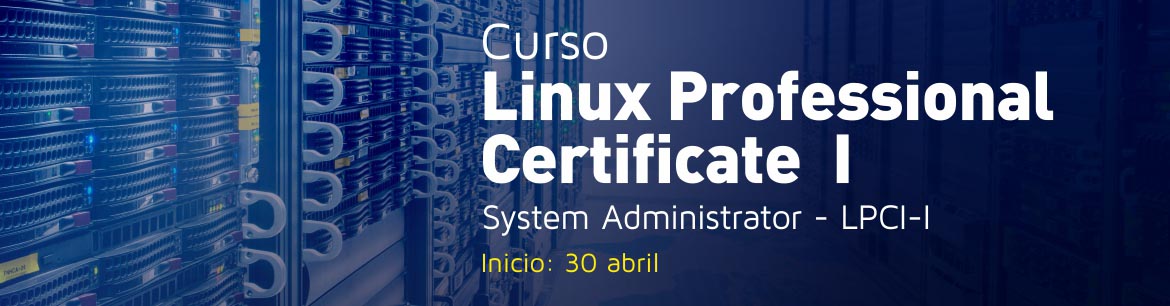 Curso
Linux Professional
Certificate I
System Administrator - LPCI-I
Inicio: 30 abril